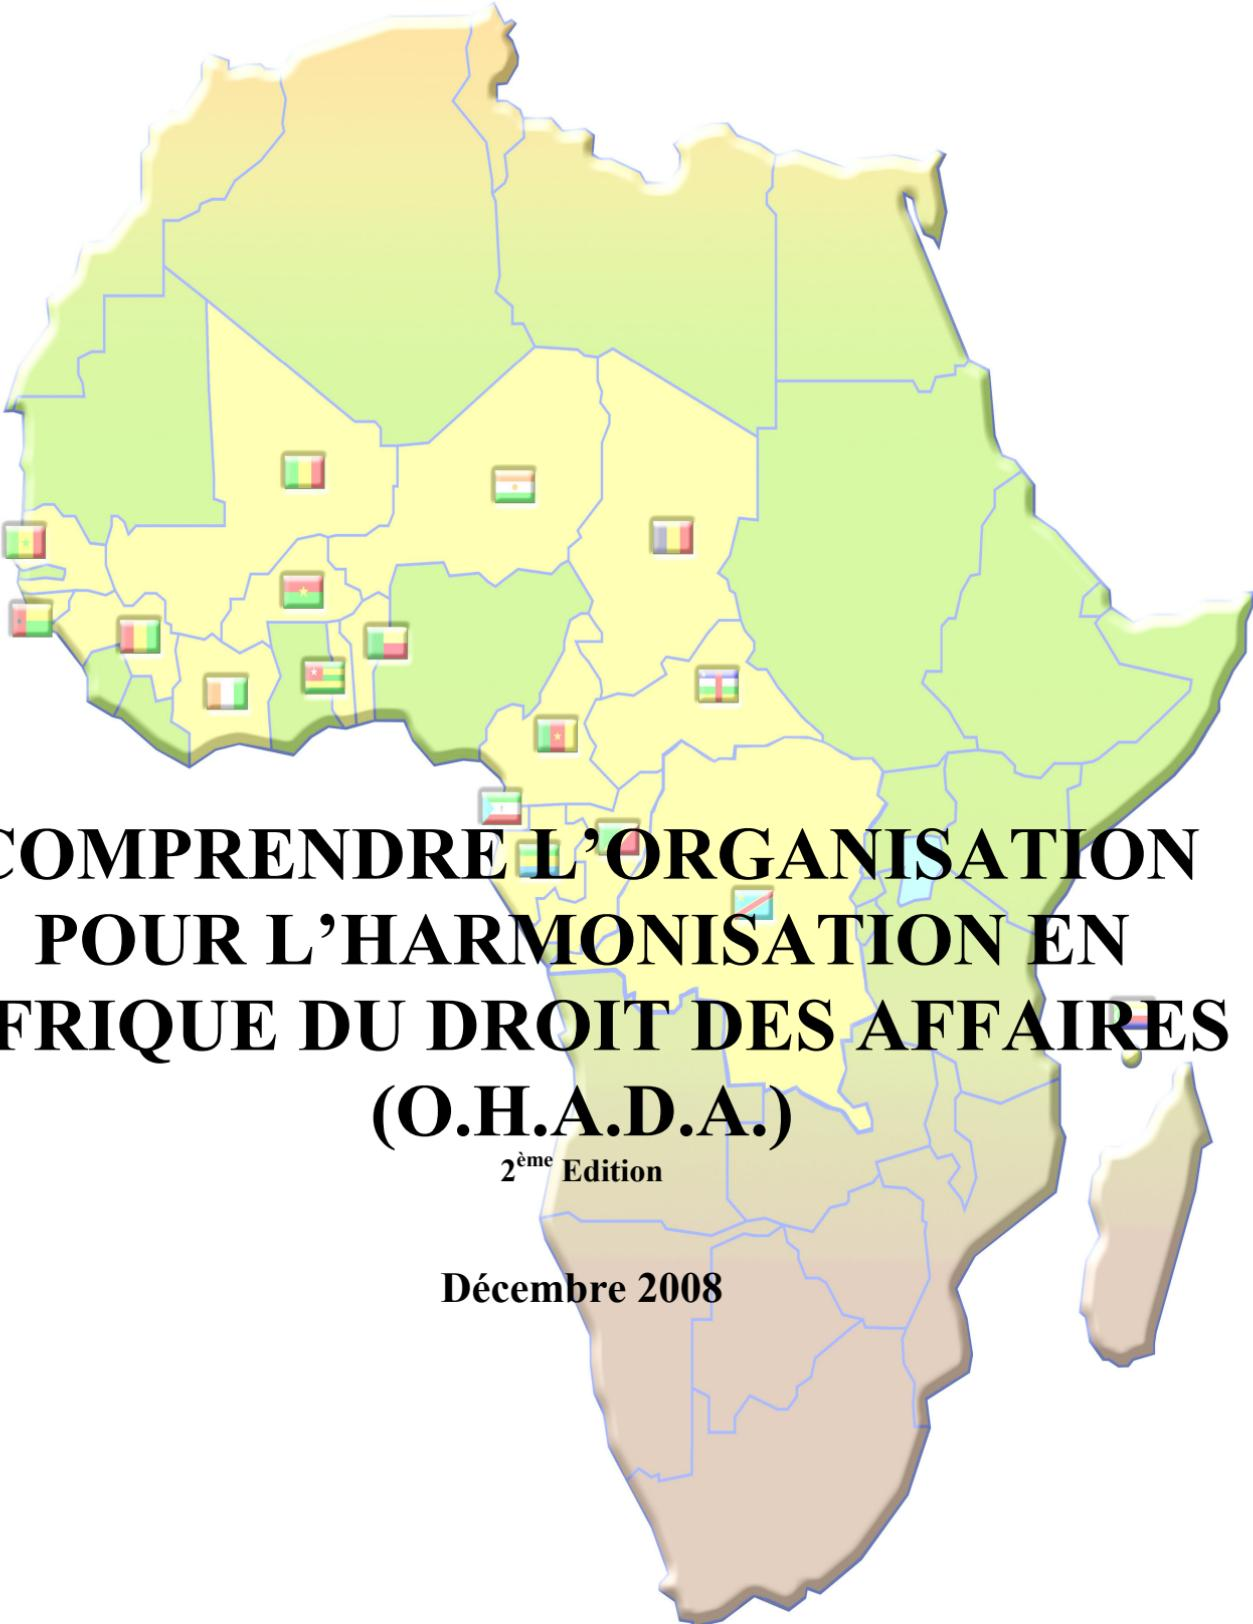 COMPRENDRE L’ORGANISATION
POUR L’HARMONISATION EN
FRIQUE DU DROIT DES AFFAIRES
(O.H.A.D.A.)
2ème Edition
Décembre 2008